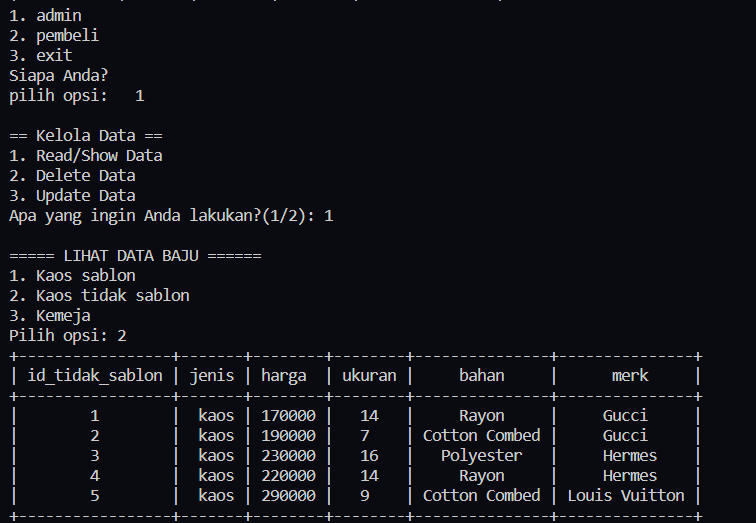 1. admin
2. pembeli
3. exit
Siapa Anda?
pilih opsi:   1

== Kelola Data ==
1. Read/Show Data
2. Delete Data
3. Update Data
Apa yang ingin Anda lakukan?(1/2): 1

===== LIHAT DATA BAJU ======
1. Kaos sablon
2. Kaos tidak sablon
3. Kemeja
Pilih opsi: 2
+-----------------+-------+--------+--------+---------------+---------------+
| id_tidak_sablon | jenis | harga  | ukuran |     bahan     |      merk     |
+-----------------+-------+--------+--------+---------------+---------------+
|        1        |  kaos | 170000 |   14   |     Rayon     |     Gucci     |
|        2        |  kaos | 190000 |   7    | Cotton Combed |     Gucci     |
|        3        |  kaos | 230000 |   16   |   Polyester   |     Hermes    |
|        4        |  kaos | 220000 |   14   |     Rayon     |     Hermes    |
|        5        |  kaos | 290000 |   9    | Cotton Combed | Louis Vuitton |
+-----------------+-------+--------+--------+---------------+---------------+